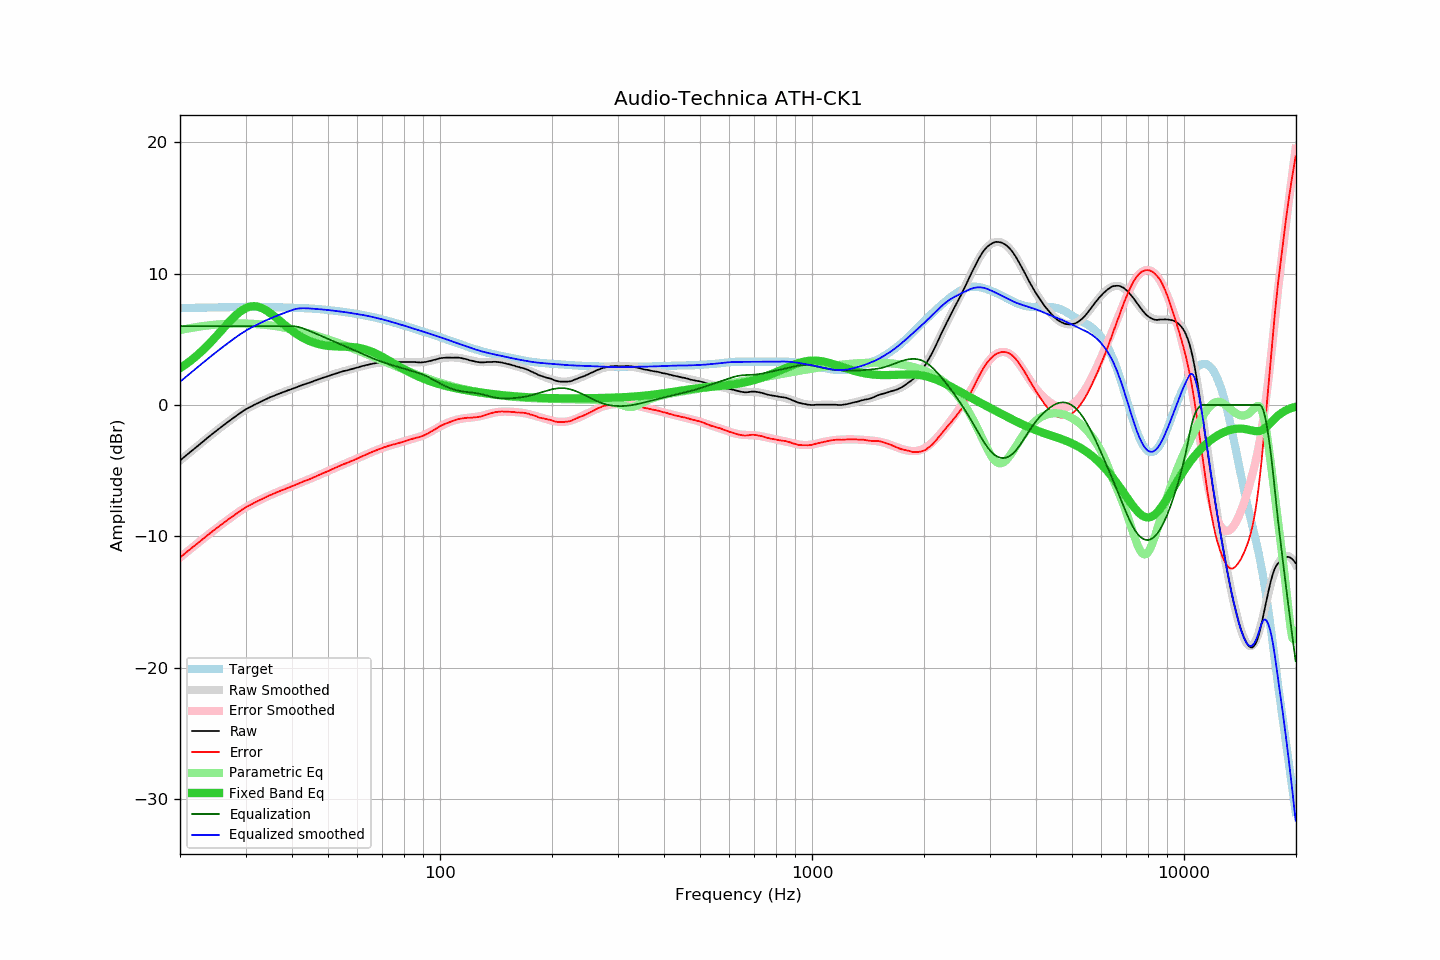 Audio-Technica ATH-CK1
20
10
0
−10
−20
−30
Amplitude (dBr)
Target
Raw Smoothed
Error Smoothed
Raw
Error
Parametric Eq
Fixed Band Eq
Equalization
Equalized smoothed
100 1000 10000
Frequency (Hz)